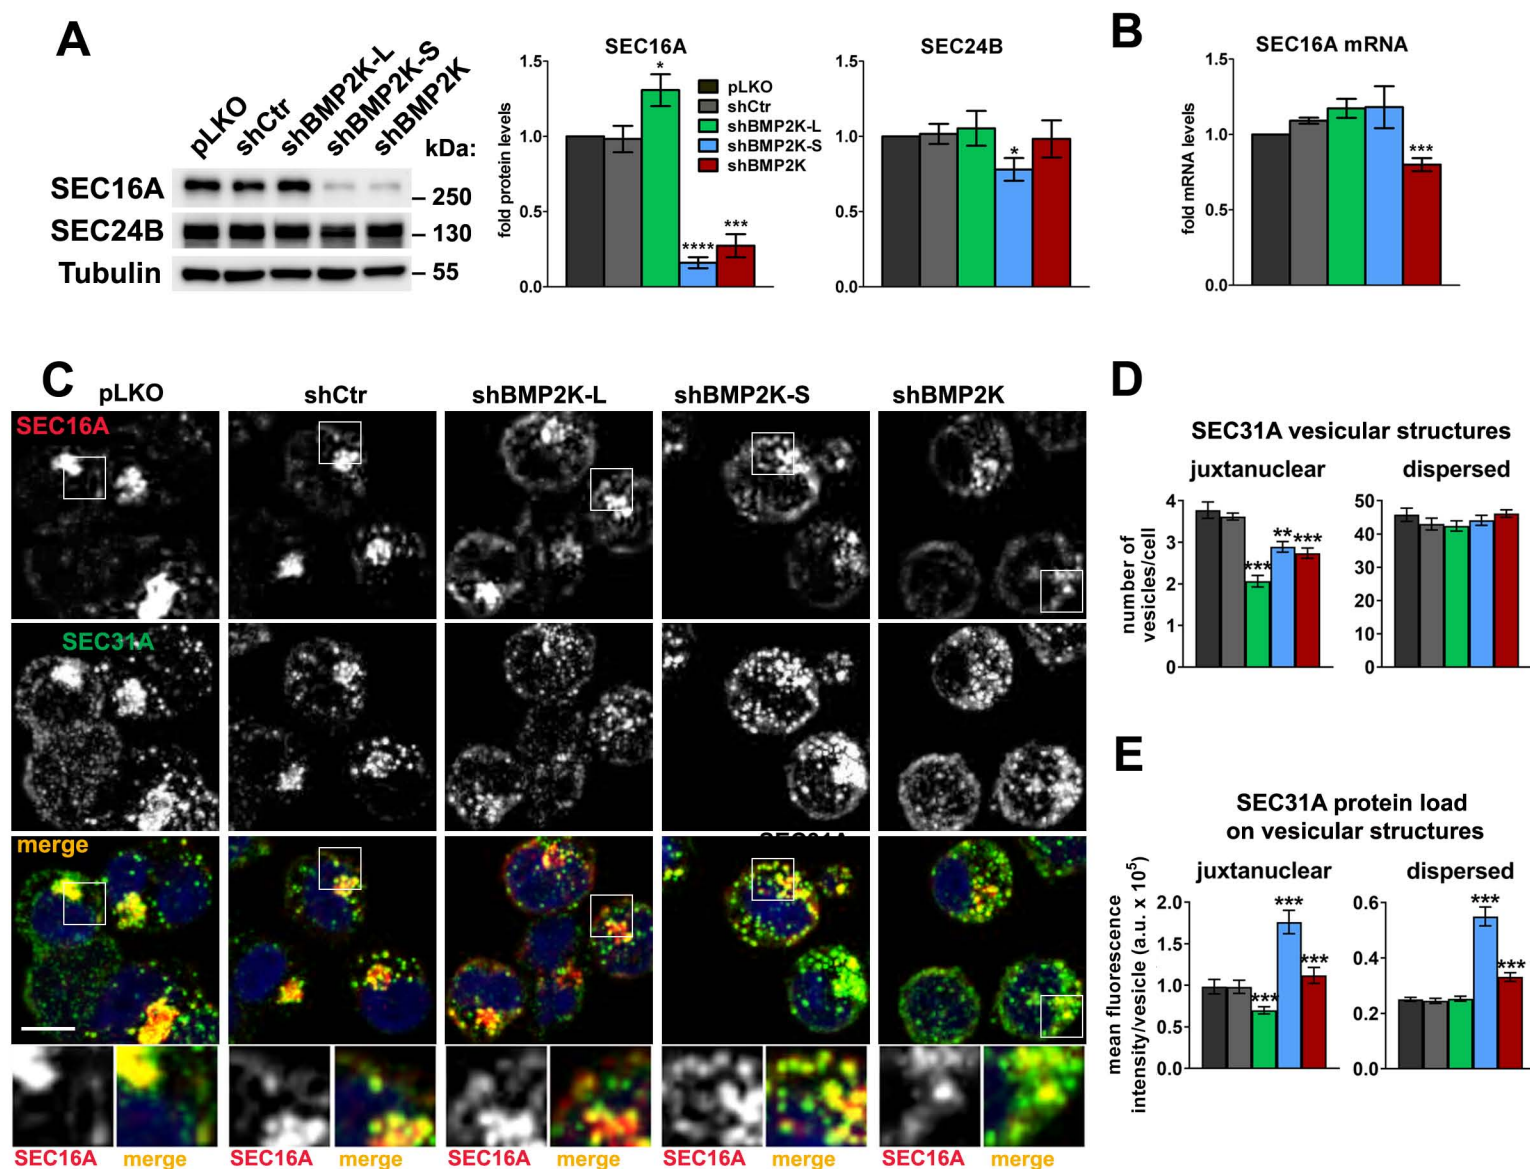 A
pLKO
shCtr
shBMP2K-L
shBMP2K-S
shBMP2K
kDa:
SEC16A
– 250
SEC24B
– 130
Tubulin
– 55
SEC16A
fold protein levels
1.5
1.0
0.5
0.0
*
****
***
pLKO
shCtr
shBMP2K-L
shBMP2K-S
shBMP2K
SEC24B
1.5
1.0
0.5
0.0
*
B
SEC16A mRNA
fold mRNA levels
1.5
1.0
0.5
0.0
***
C
pLKO
shCtr
shBMP2K-L
shBMP2K-S
shBMP2K
SEC16A
SEC31A
merge
SEC16A merge
SEC16A merge
SEC16A merge
SEC16A merge
SEC16A merge
D
SEC31A vesicular structures
juxtanuclear
dispersed
number of
vesicles/cell
4
3
2
1
0
***
**
***
50
40
30
20
10
0
E
SEC31A protein load
on vesicular structures
juxtanuclear
dispersed
mean fluorescence
intensity/vesicle (a.u. x 10⁵)
2.0
1.5
1.0
0.5
0.0
***
***
***
0.6
0.4
0.2
0.0
***
***